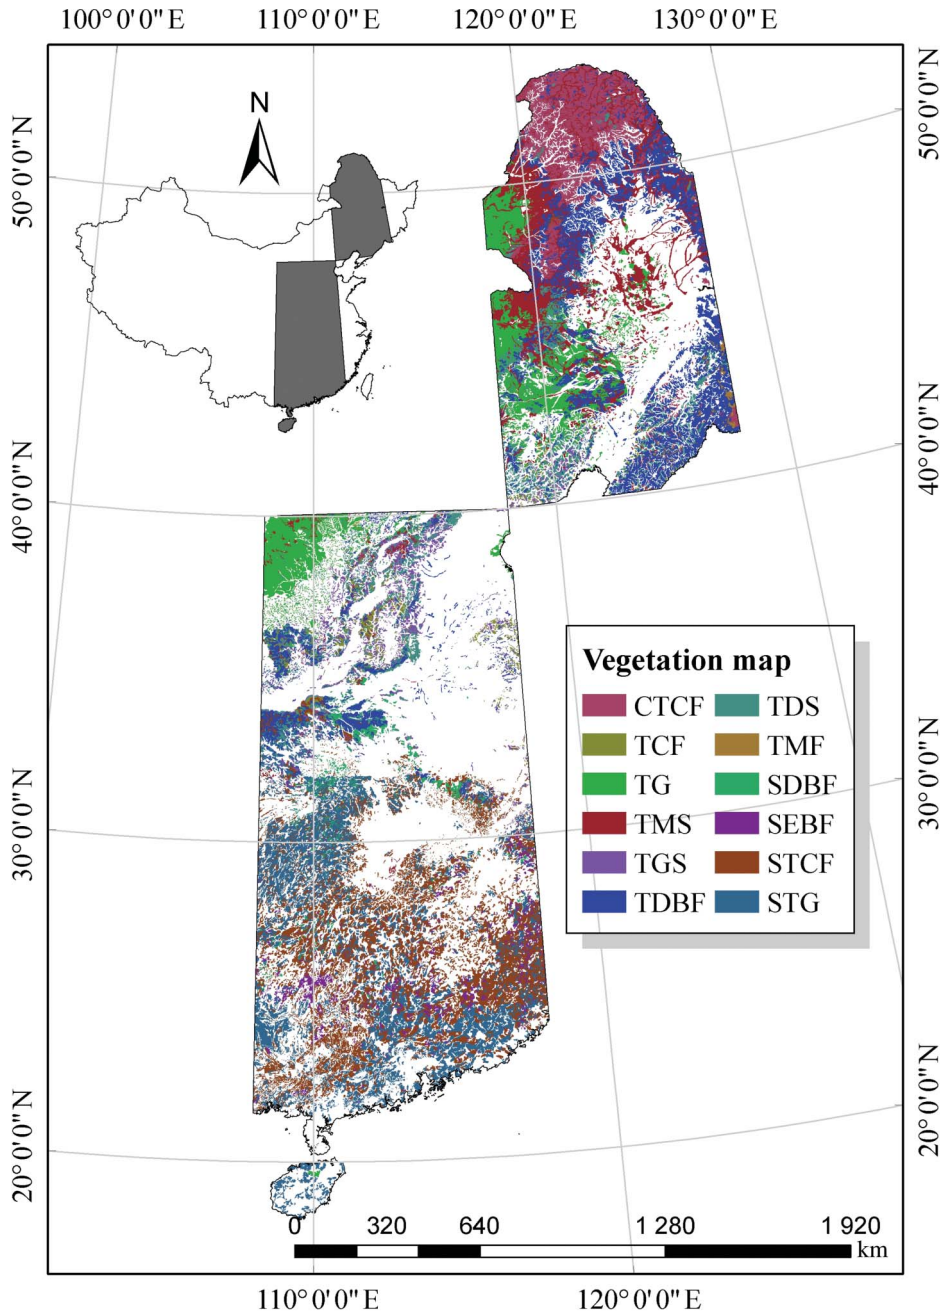 100°0'0"E 110°0'0"E 120°0'0"E 130°0'0"E
50°0'0"N
50°0'0"N
N
40°0'0"N
40°0'0"N
Vegetation map
CTCF TDS
TCF TMF
TG SDBF
TMS SEBF
TGS STCF
TDBF STG
30°0'0"N
30°0'0"N
20°0'0"N
20°0'0"N
0 320 640 1 280 1 920
km
110°0'0"E 120°0'0"E